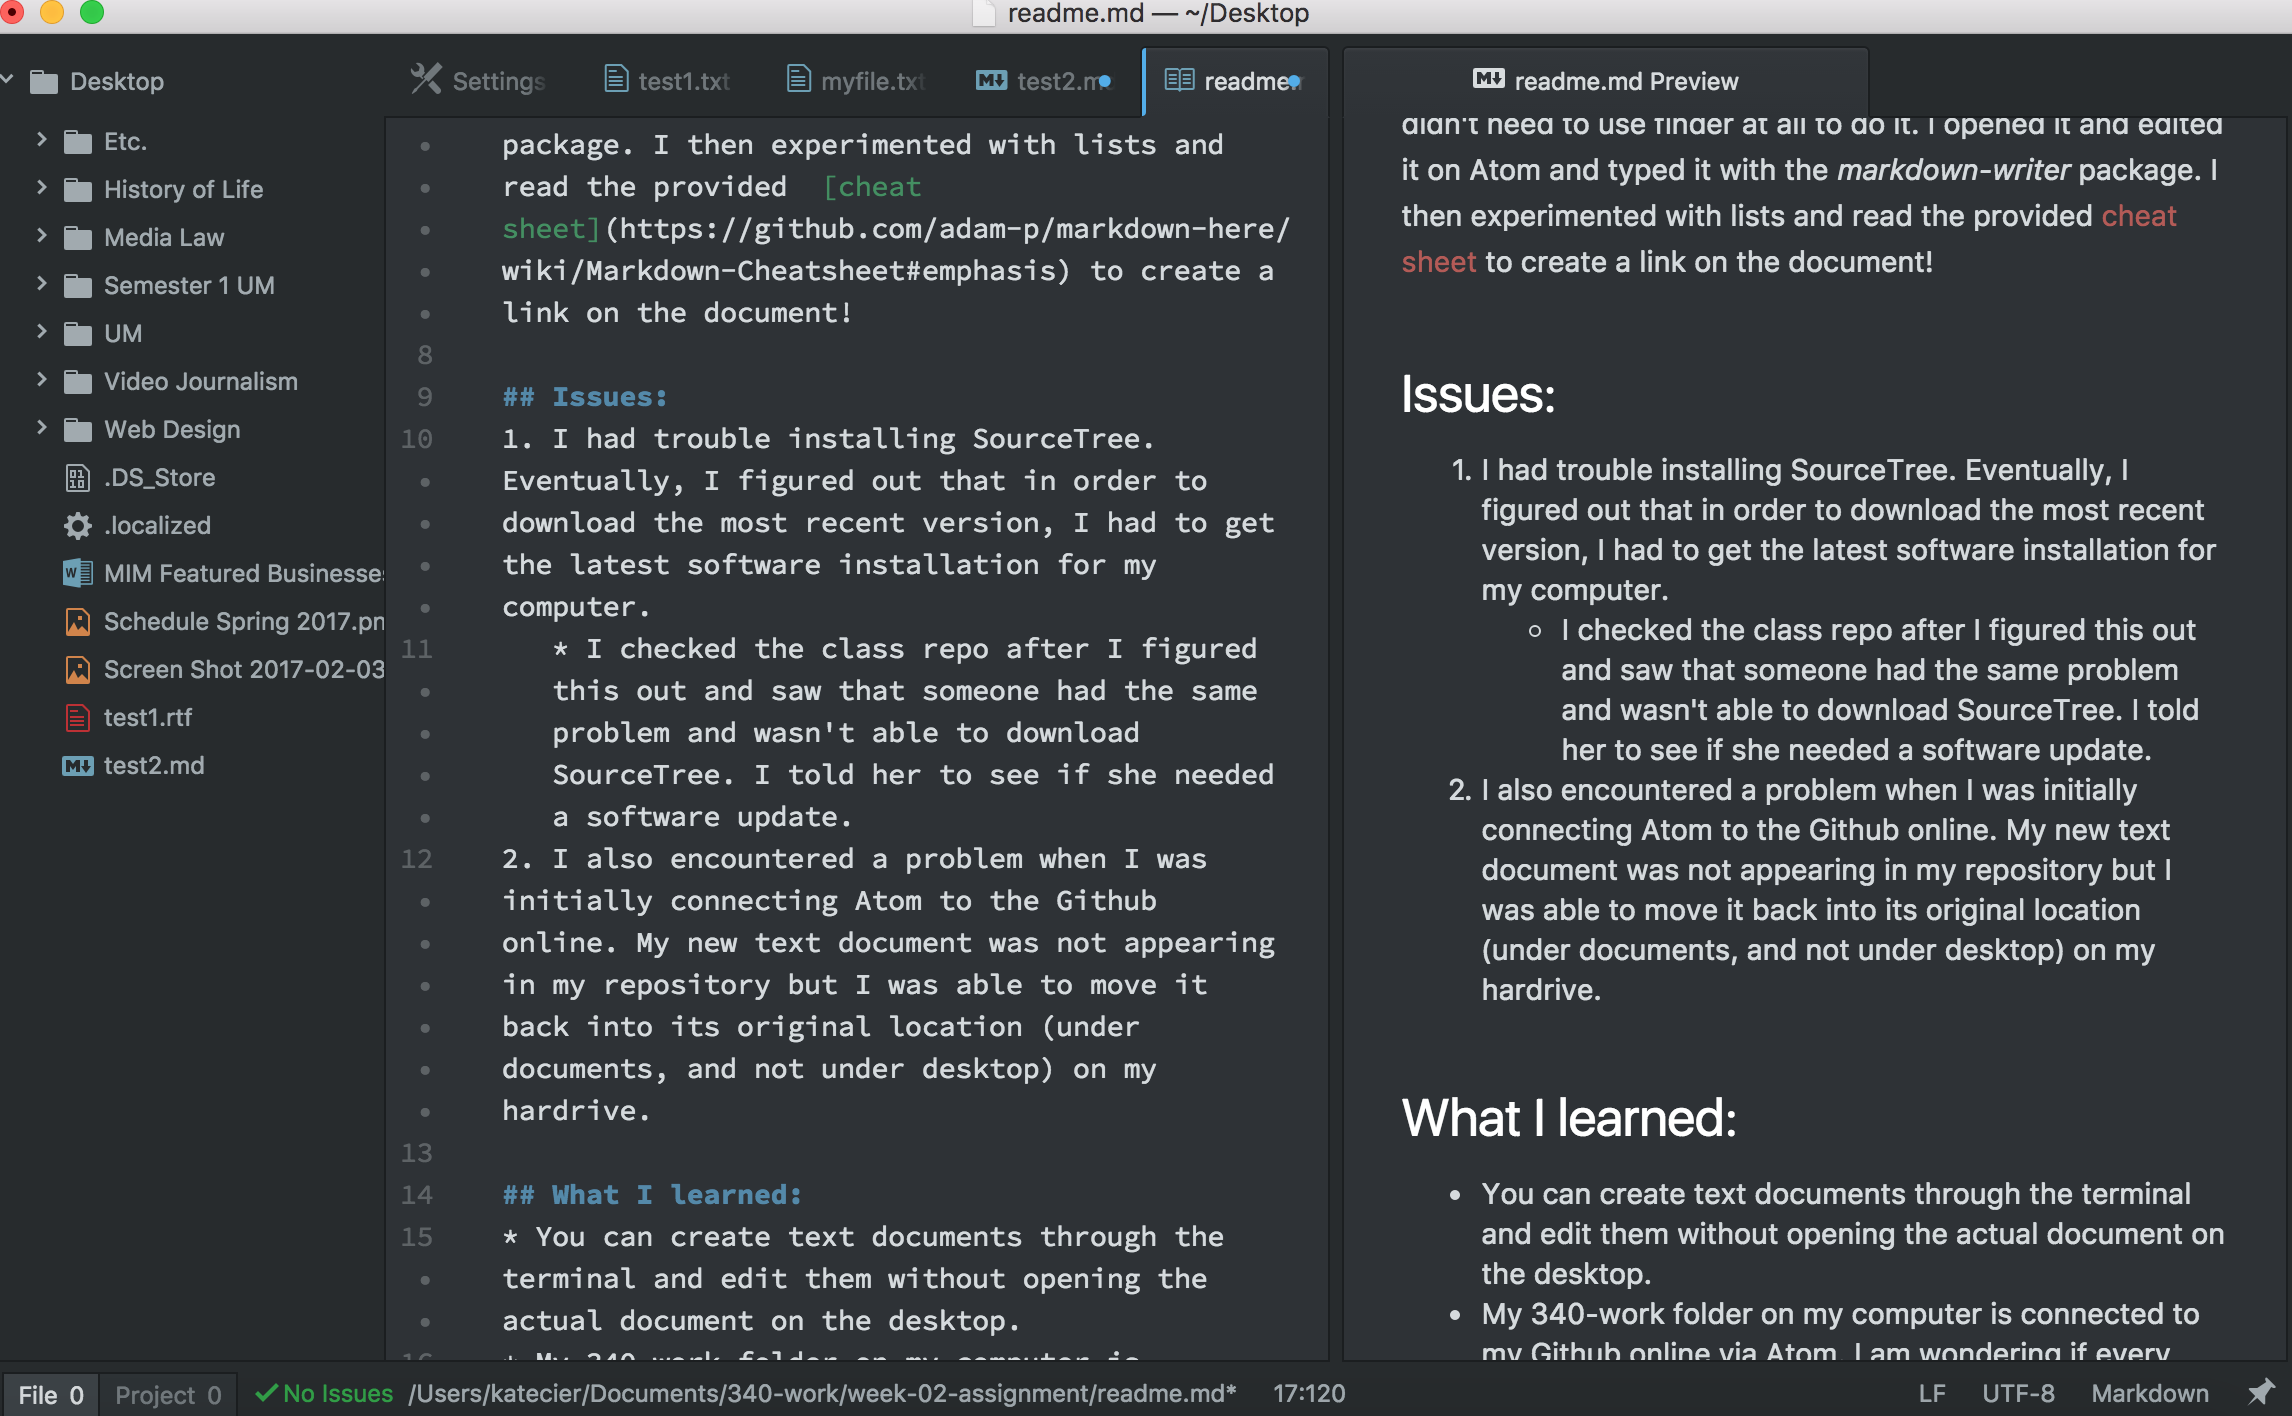 readme.md — ~/Desktop
Desktop
Etc.
History of Life
Media Law
Semester 1 UM
UM
Video Journalism
Web Design
.DS_Store
.localized
MIM Featured Businesses
Schedule Spring 2017.pn
Screen Shot 2017-02-03
test1.rtf
test2.md
Settings
test1.txt
myfile.txt
test2.m
readme
package. I then experimented with lists and
read the provided  [cheat
sheet](https://github.com/adam-p/markdown-here/
wiki/Markdown-Cheatsheet#emphasis) to create a
link on the document!
8
9 ## Issues:
10 1. I had trouble installing SourceTree.
Eventually, I figured out that in order to
download the most recent version, I had to get
the latest software installation for my
computer.
11 * I checked the class repo after I figured
this out and saw that someone had the same
problem and wasn't able to download
SourceTree. I told her to see if she needed
a software update.
12 2. I also encountered a problem when I was
initially connecting Atom to the Github
online. My new text document was not appearing
in my repository but I was able to move it
back into its original location (under
documents, and not under desktop) on my
hardrive.
13
14 ## What I learned:
15 * You can create text documents through the
terminal and edit them without opening the
actual document on the desktop.
16 * My 340-work folder on my computer is
readme.md Preview
didn't need to use finder at all to do it. I opened it and edited
it on Atom and typed it with the markdown-writer package. I
then experimented with lists and read the provided cheat
sheet to create a link on the document!
Issues:
1. I had trouble installing SourceTree. Eventually, I
figured out that in order to download the most recent
version, I had to get the latest software installation for
my computer.
I checked the class repo after I figured this out
and saw that someone had the same problem
and wasn't able to download SourceTree. I told
her to see if she needed a software update.
2. I also encountered a problem when I was initially
connecting Atom to the Github online. My new text
document was not appearing in my repository but I
was able to move it back into its original location
(under documents, and not under desktop) on my
hardrive.
What I learned:
• You can create text documents through the terminal
and edit them without opening the actual document on
the desktop.
• My 340-work folder on my computer is connected to
my Github online via Atom. I am wondering if every
File 0 Project 0 No Issues /Users/katecier/Documents/340-work/week-02-assignment/readme.md* 17:120 LF UTF-8 Markdown